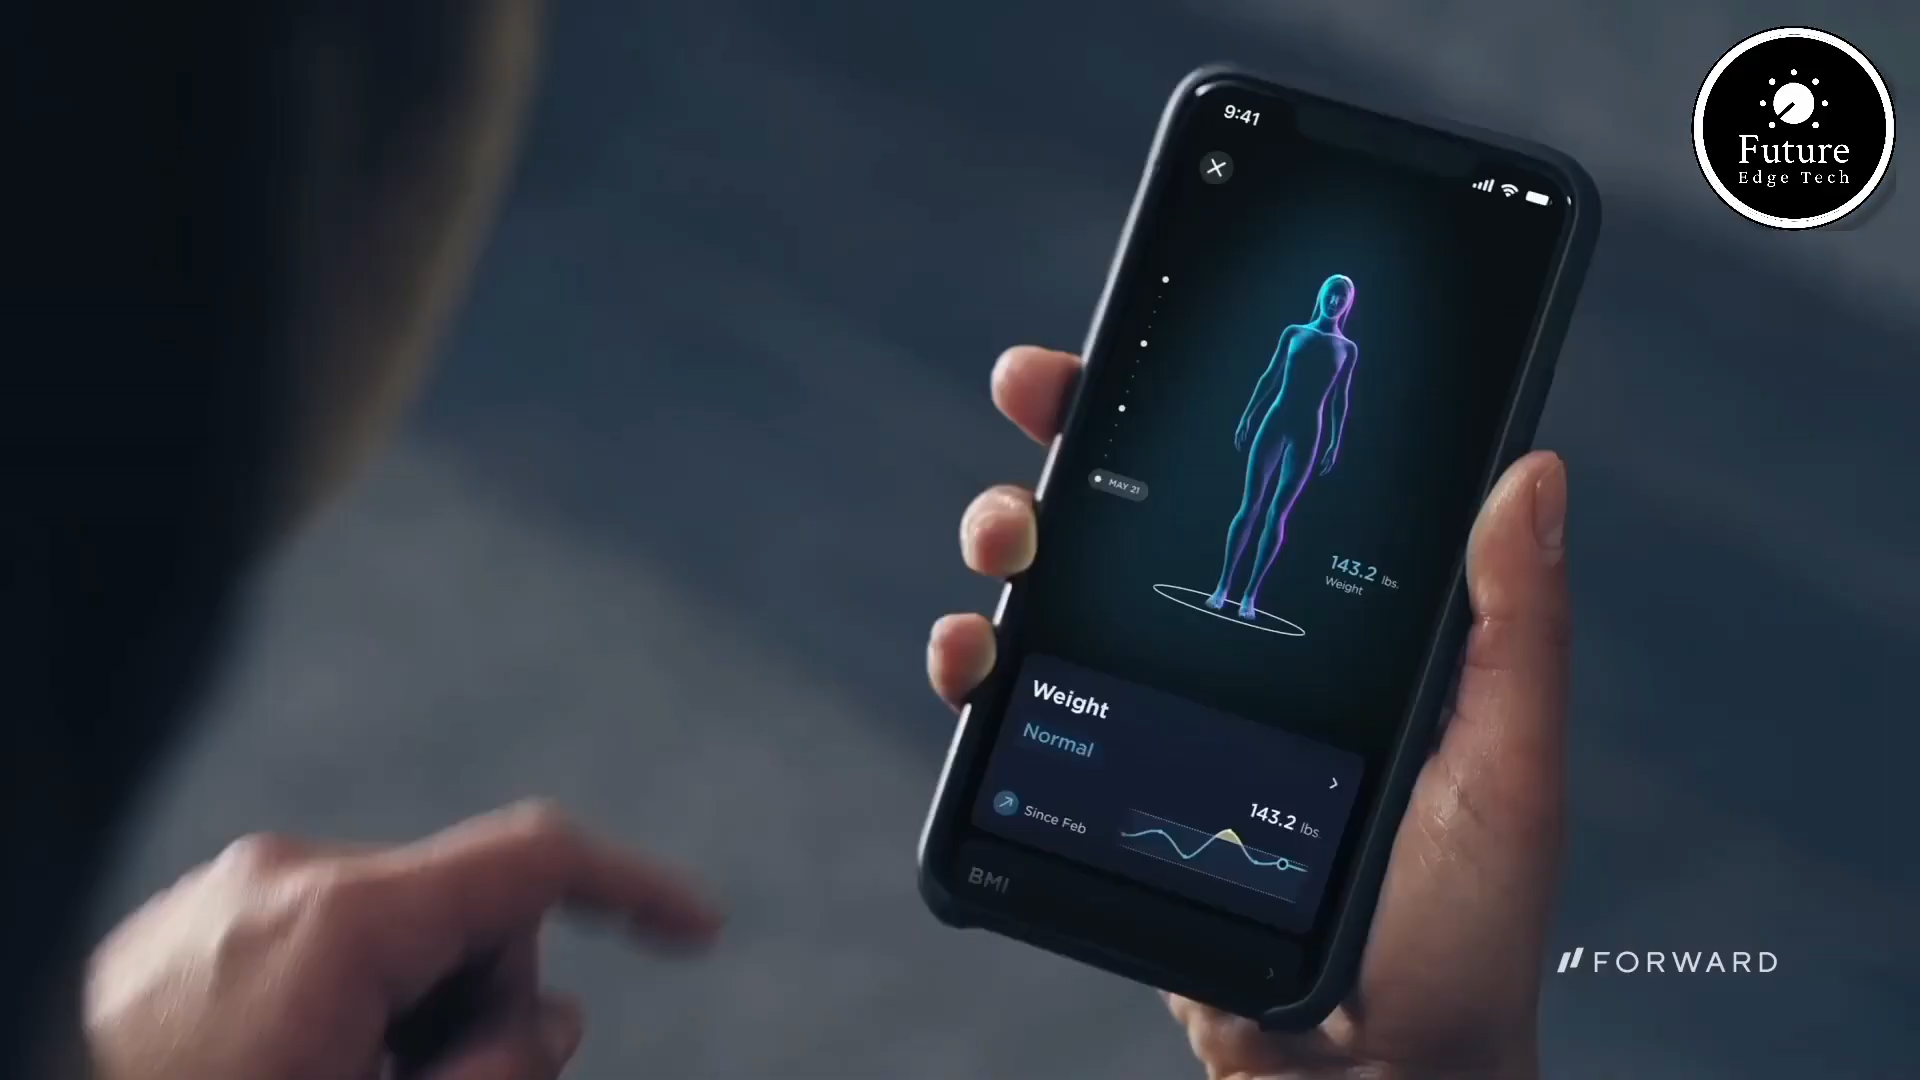 9:41
Future
Edge Tech
MAY 21
143.2 lbs.
Weight
Weight
Normal
143.2 lbs.
Since Feb
BMI
FORWARD